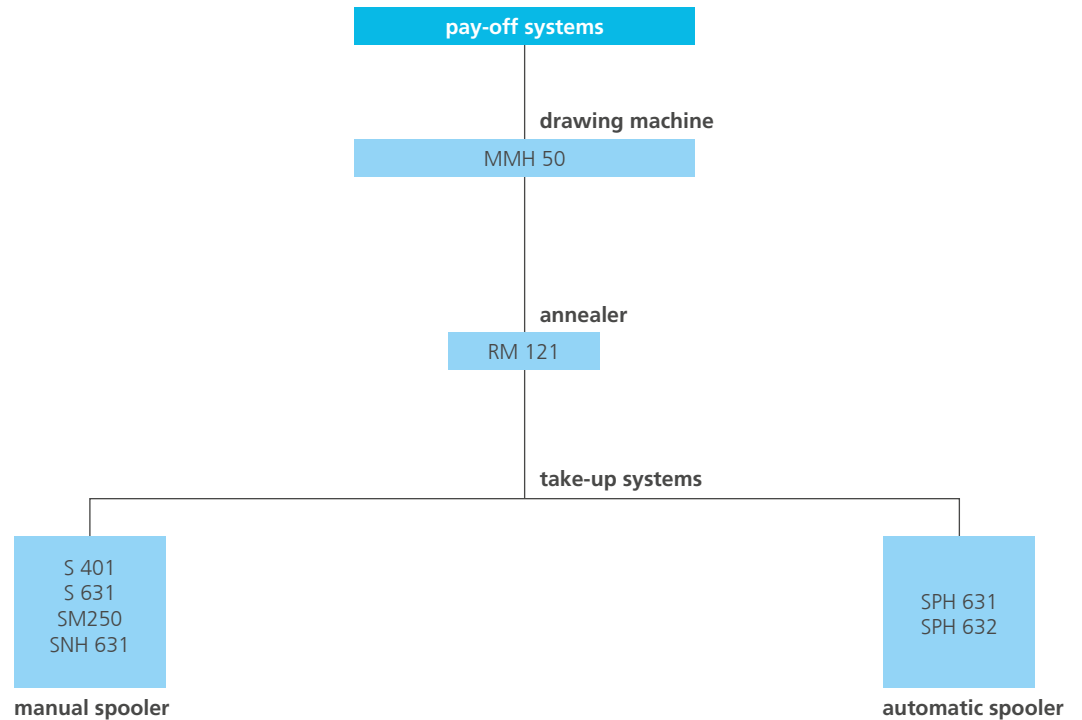 pay-off systems
drawing machine
MMH 50
annealer
RM 121
take-up systems
S 401
S 631
SM250
SNH 631
manual spooler
SPH 631
SPH 632
automatic spooler